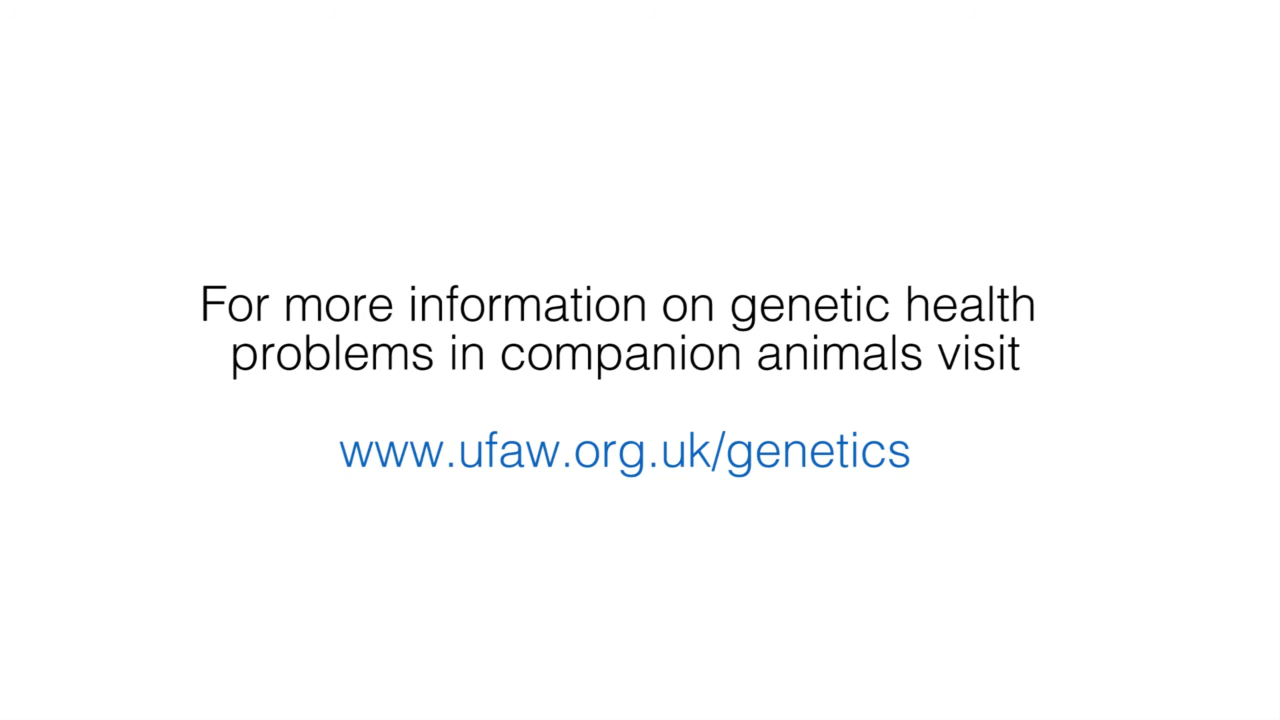 For more information on genetic health
problems in companion animals visit
www.ufaw.org.uk/genetics